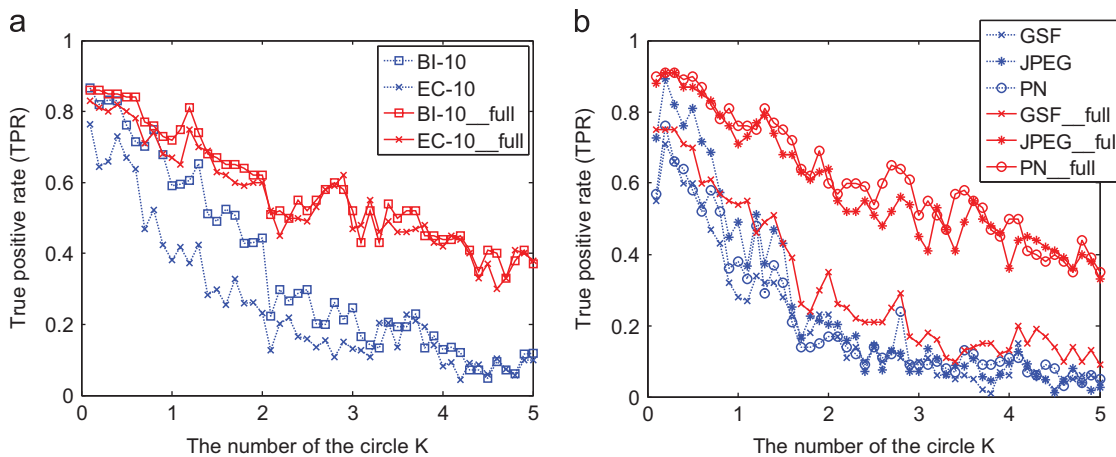 a
True positive rate (TPR)
1
0.8
0.6
0.4
0.2
0
0 1 2 3 4 5
The number of the circle K
BI-10
EC-10
BI-10__full
EC-10__full
b
True positive rate (TPR)
1
0.8
0.6
0.4
0.2
0
0 1 2 3 4 5
The number of the circle K
GSF
JPEG
PN
GSF__full
JPEG__full
PN__full